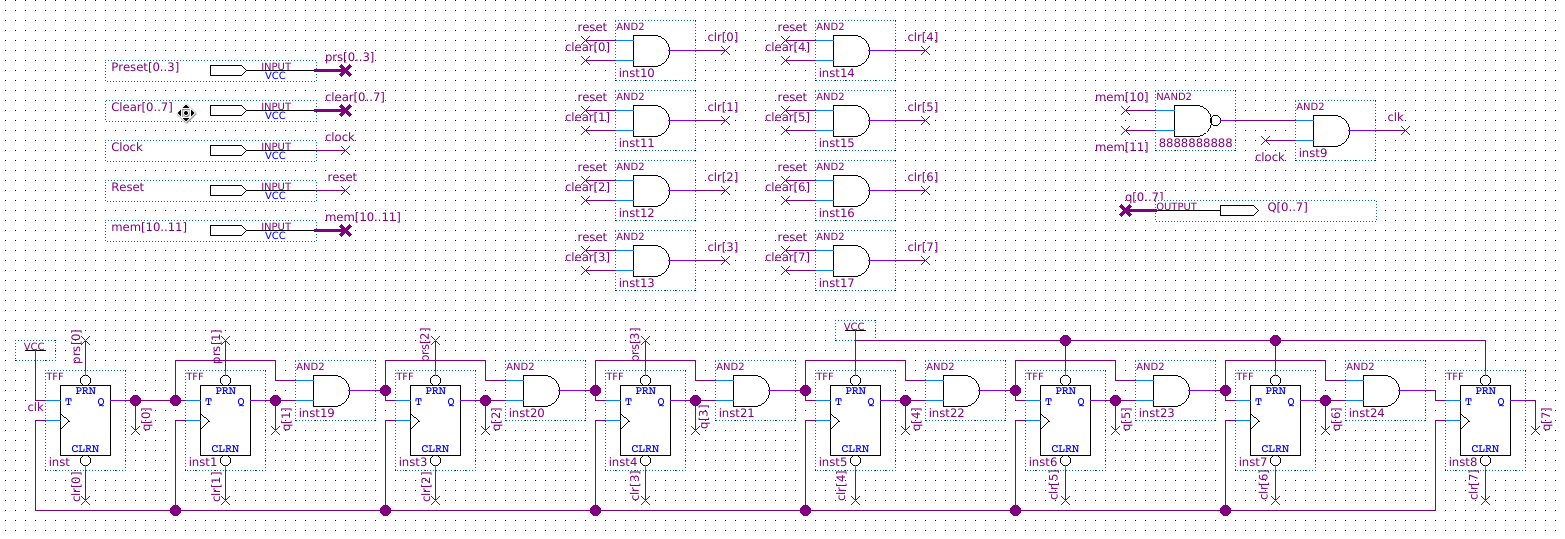 Preset[0..3]
INPUT
VCC
prs[0..3]
Clear[0..7]
INPUT
VCC
clear[0..7]
Clock
INPUT
VCC
clock
Reset
INPUT
VCC
reset
mem[10..11]
INPUT
VCC
mem[10..11]
reset
clear[0]
AND2
inst10
clr[0]
reset
clear[1]
AND2
inst11
clr[1]
reset
clear[2]
AND2
inst12
clr[2]
reset
clear[3]
AND2
inst13
clr[3]
reset
clear[4]
AND2
inst14
clr[4]
reset
clear[5]
AND2
inst15
clr[5]
reset
clear[6]
AND2
inst16
clr[6]
reset
clear[7]
AND2
inst17
clr[7]
mem[10]
mem[11]
NAND2
8888888888
AND2
clock
inst9
clk
q[0..7]
OUTPUT
Q[0..7]
VCC
clk
prs[0]
TFF
PRN
T Q
CLRN
inst
clr[0]
q[0]
prs[1]
TFF
PRN
T Q
CLRN
inst1
clr[1]
q[1]
AND2
inst19
prs[2]
TFF
PRN
T Q
CLRN
inst3
clr[2]
q[2]
AND2
inst20
prs[3]
TFF
PRN
T Q
CLRN
inst4
clr[3]
q[3]
AND2
inst21
VCC
TFF
PRN
T Q
CLRN
inst5
clr[4]
q[4]
AND2
inst22
TFF
PRN
T Q
CLRN
inst6
clr[5]
q[5]
AND2
inst23
TFF
PRN
T Q
CLRN
inst7
clr[6]
q[6]
AND2
inst24
TFF
PRN
T Q
CLRN
inst8
clr[7]
q[7]